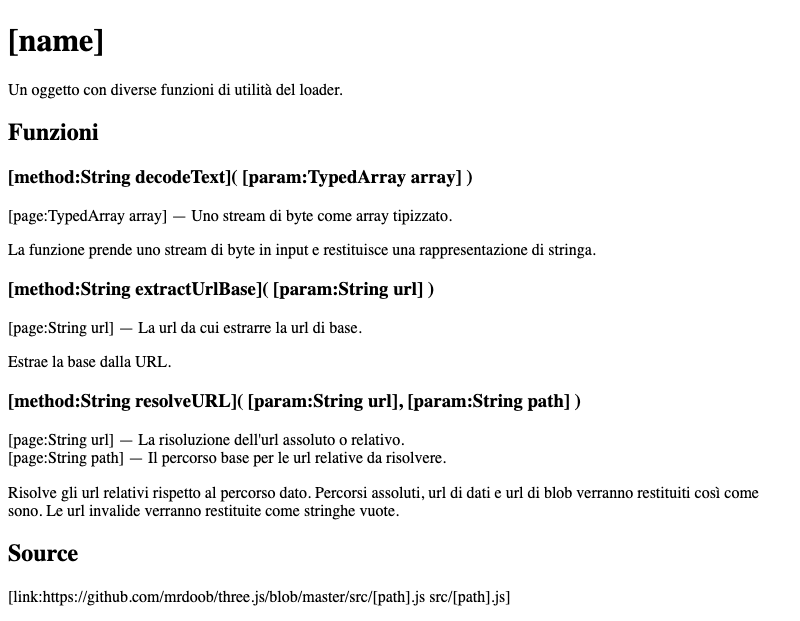 [name]
Un oggetto con diverse funzioni di utilità del loader.
Funzioni
[method:String decodeText]( [param:TypedArray array] )
[page:TypedArray array] — Uno stream di byte come array tipizzato.
La funzione prende uno stream di byte in input e restituisce una rappresentazione di stringa.
[method:String extractUrlBase]( [param:String url] )
[page:String url] — La url da cui estrarre la url di base.
Estrae la base dalla URL.
[method:String resolveURL]( [param:String url], [param:String path] )
[page:String url] — La risoluzione dell'url assoluto o relativo.
[page:String path] — Il percorso base per le url relative da risolvere.
Risolve gli url relativi rispetto al percorso dato. Percorsi assoluti, url di dati e url di blob verranno restituiti così come
sono. Le url invalide verranno restituite come stringhe vuote.
Source
[link:https://github.com/mrdoob/three.js/blob/master/src/[path].js src/[path].js]